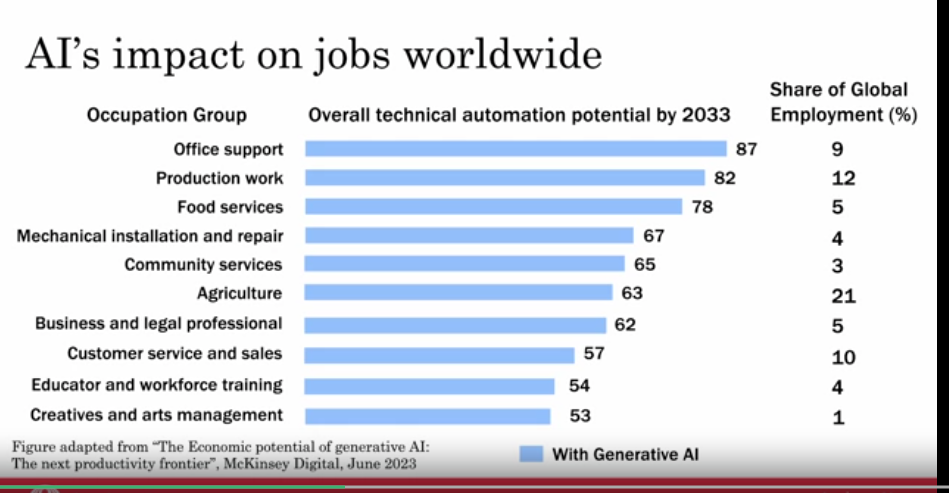 AI’s impact on jobs worldwide
Occupation Group Overall technical automation potential by 2033 Share of Global Employment (%)
Office support 87 9
Production work 82 12
Food services 78 5
Mechanical installation and repair 67 4
Community services 65 3
Agriculture 63 21
Business and legal professional 62 5
Customer service and sales 57 10
Educator and workforce training 54 4
Creatives and arts management 53 1
Figure adapted from “The Economic potential of generative AI:
The next productivity frontier”, McKinsey Digital, June 2023
With Generative AI